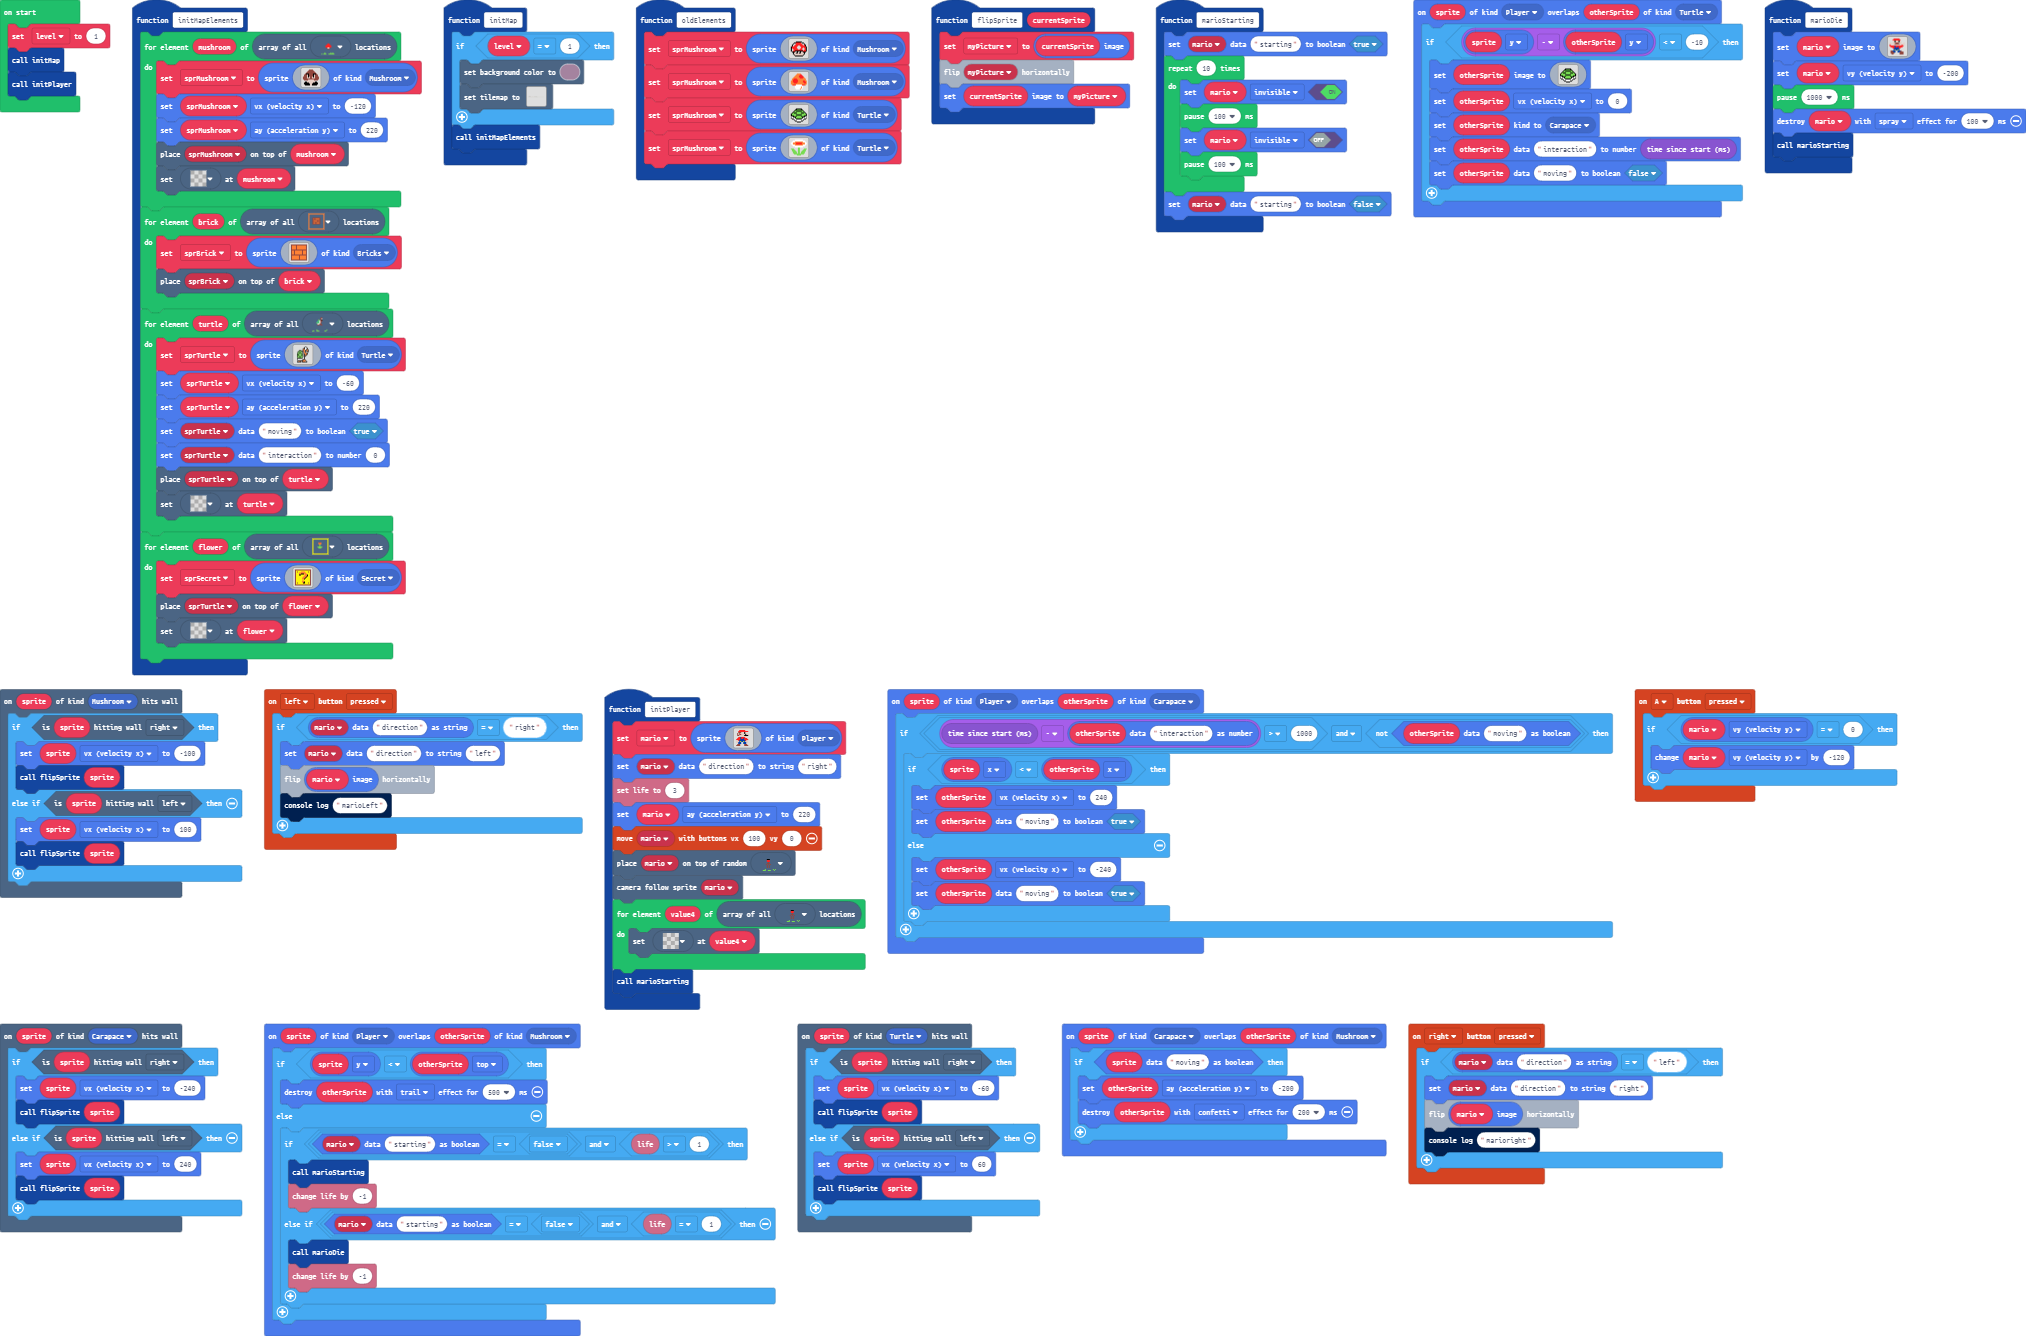 on start
set level to 1
call initMap
call initPlayer
function initMapElements
for element mushroom of array of all locations
do
set sprMushroom to sprite of kind Mushroom
set sprMushroom vx (velocity x) to -120
set sprMushroom ay (acceleration y) to 220
place sprMushroom on top of mushroom
set at mushroom
for element brick of array of all locations
do
set sprBrick to sprite of kind Bricks
place sprBrick on top of brick
for element turtle of array of all locations
do
set sprTurtle to sprite of kind Turtle
set sprTurtle vx (velocity x) to -60
set sprTurtle ay (acceleration y) to 220
set sprTurtle data "moving" to boolean true
set sprTurtle data "interaction" to number 0
place sprTurtle on top of turtle
set at turtle
for element flower of array of all locations
do
set sprSecret to sprite of kind Secret
place sprTurtle on top of flower
set at flower
function initMap
if level = 1 then
set background color to
set tilemap to
call initMapElements
function oldElements
set sprMushroom to sprite of kind Mushroom
set sprMushroom to sprite of kind Mushroom
set sprMushroom to sprite of kind Turtle
set sprMushroom to sprite of kind Turtle
function flipSprite currentSprite
set myPicture to currentSprite image
flip myPicture horizontally
set currentSprite image to myPicture
function marioStarting
set mario data "starting" to boolean true
repeat 10 times
do set mario invisible ON
pause 100 ms
set mario invisible OFF
pause 100 ms
set mario data "starting" to boolean false
on sprite of kind Player overlaps otherSprite of kind Turtle
if sprite y - otherSprite y < -10 then
set otherSprite image to
set otherSprite vx (velocity x) to 0
set otherSprite kind to Carapace
set otherSprite data "interaction" to number time since start (ms)
set otherSprite data "moving" to boolean false
function marioDie
set mario image to
set mario vy (velocity y) to -200
pause 1000 ms
destroy mario with spray effect for 100 ms
call marioStarting
on sprite of kind Mushroom hits wall
if is sprite hitting wall right then
set sprite vx (velocity x) to -100
call flipSprite sprite
else if is sprite hitting wall left then
set sprite vx (velocity x) to 100
call flipSprite sprite
on left button pressed
if mario data "direction" as string = "right" then
set mario data "direction" to string "left"
flip mario image horizontally
console log "marioLeft"
function initPlayer
set mario to sprite of kind Player
set mario data "direction" to string "right"
set life to 3
set mario ay (acceleration y) to 220
move mario with buttons vx 100 vy 0
place mario on top of random
camera follow sprite mario
for element value4 of array of all locations
do
set at value4
call marioStarting
on sprite of kind Player overlaps otherSprite of kind Carapace
if time since start (ms) - otherSprite data "interaction" as number > 1000 and not otherSprite data "moving" as boolean then
if sprite x < otherSprite x then
set otherSprite vx (velocity x) to 240
set otherSprite data "moving" to boolean true
else
set otherSprite vx (velocity x) to -240
set otherSprite data "moving" to boolean true
on A button pressed
if mario vy (velocity y) = 0 then
change mario vy (velocity y) by -120
on sprite of kind Carapace hits wall
if is sprite hitting wall right then
set sprite vx (velocity x) to -240
call flipSprite sprite
else if is sprite hitting wall left then
set sprite vx (velocity x) to 240
call flipSprite sprite
on sprite of kind Player overlaps otherSprite of kind Mushroom
if sprite y < otherSprite top then
destroy otherSprite with trail effect for 500 ms
else
if mario data "starting" as boolean = false and life > 1 then
call marioStarting
change life by -1
else if mario data "starting" as boolean = false and life = 1 then
call marioDie
change life by -1
on sprite of kind Turtle hits wall
if is sprite hitting wall right then
set sprite vx (velocity x) to -60
call flipSprite sprite
else if is sprite hitting wall left then
set sprite vx (velocity x) to 60
call flipSprite sprite
on sprite of kind Carapace overlaps otherSprite of kind Mushroom
if sprite data "moving" as boolean then
set otherSprite ay (acceleration y) to -200
destroy otherSprite with confetti effect for 200 ms
on right button pressed
if mario data "direction" as string = "left" then
set mario data "direction" to string "right"
flip mario image horizontally
console log "marioright"